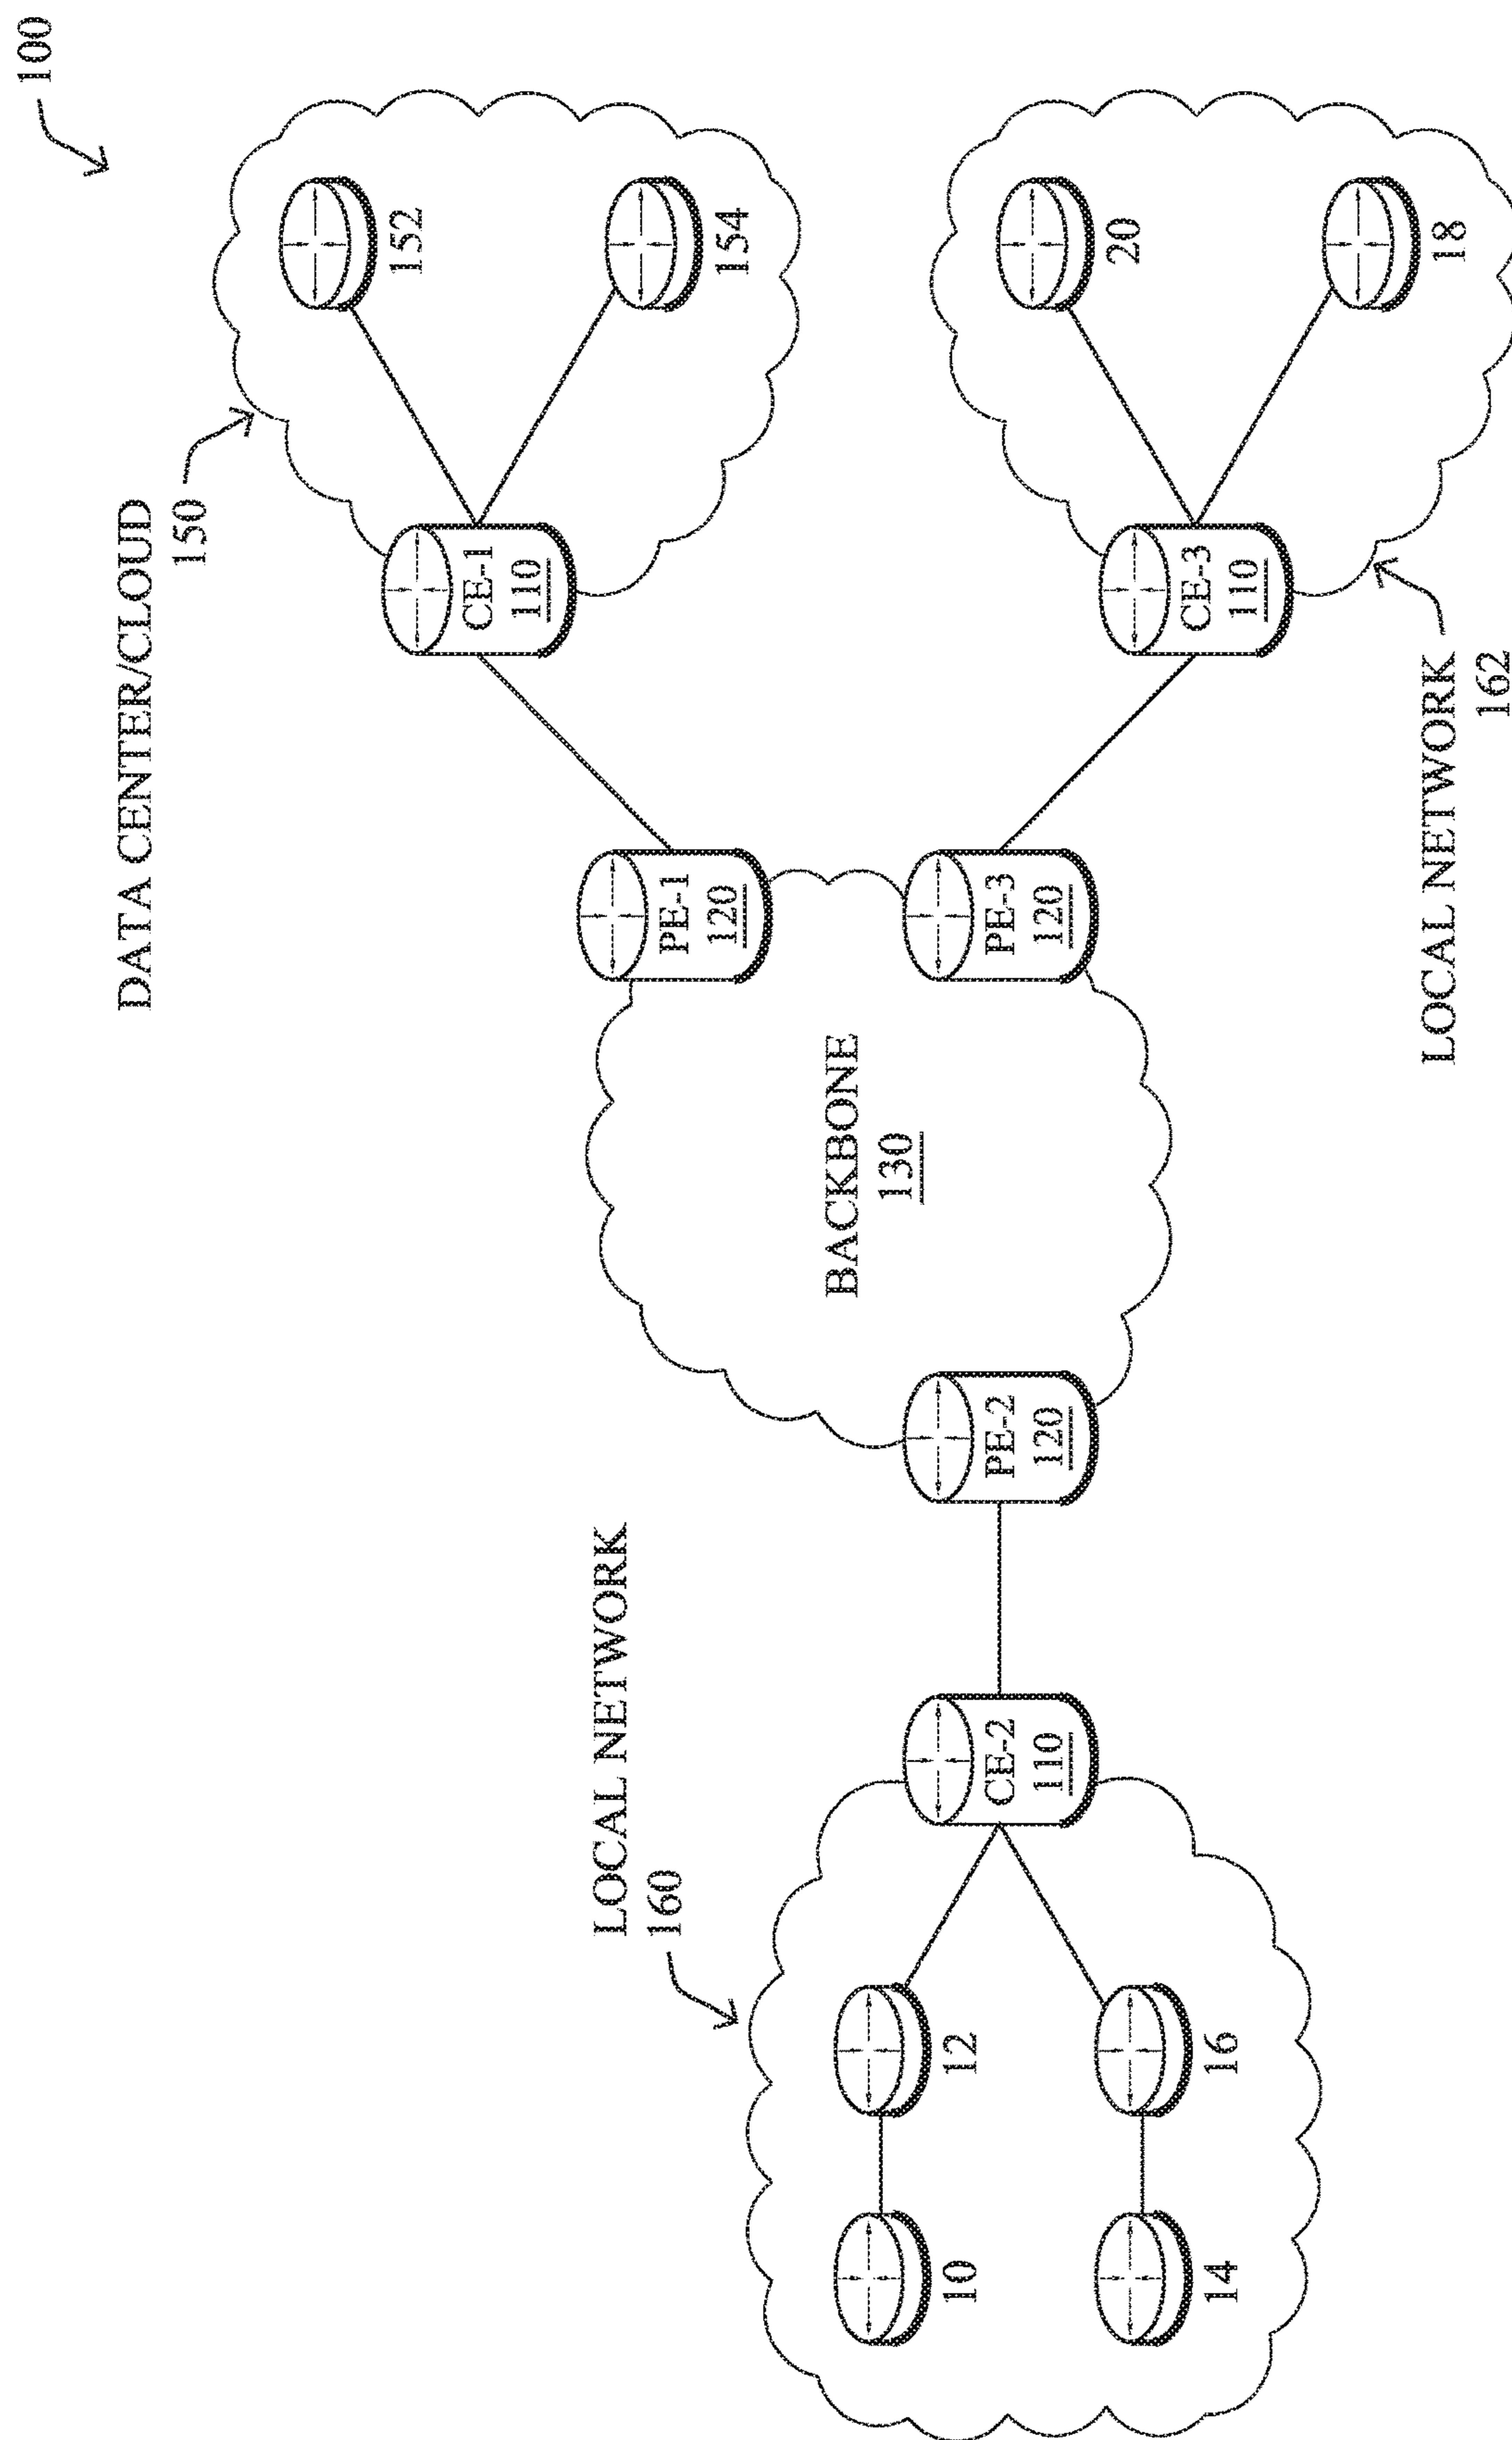 100
DATA CENTER/CLOUD
150
152
154
CE-1
110
PE-1
120
BACKBONE
130
LOCAL NETWORK
160
10
12
14
16
CE-2
110
PE-2
120
PE-3
120
CE-3
110
20
18
LOCAL NETWORK
162